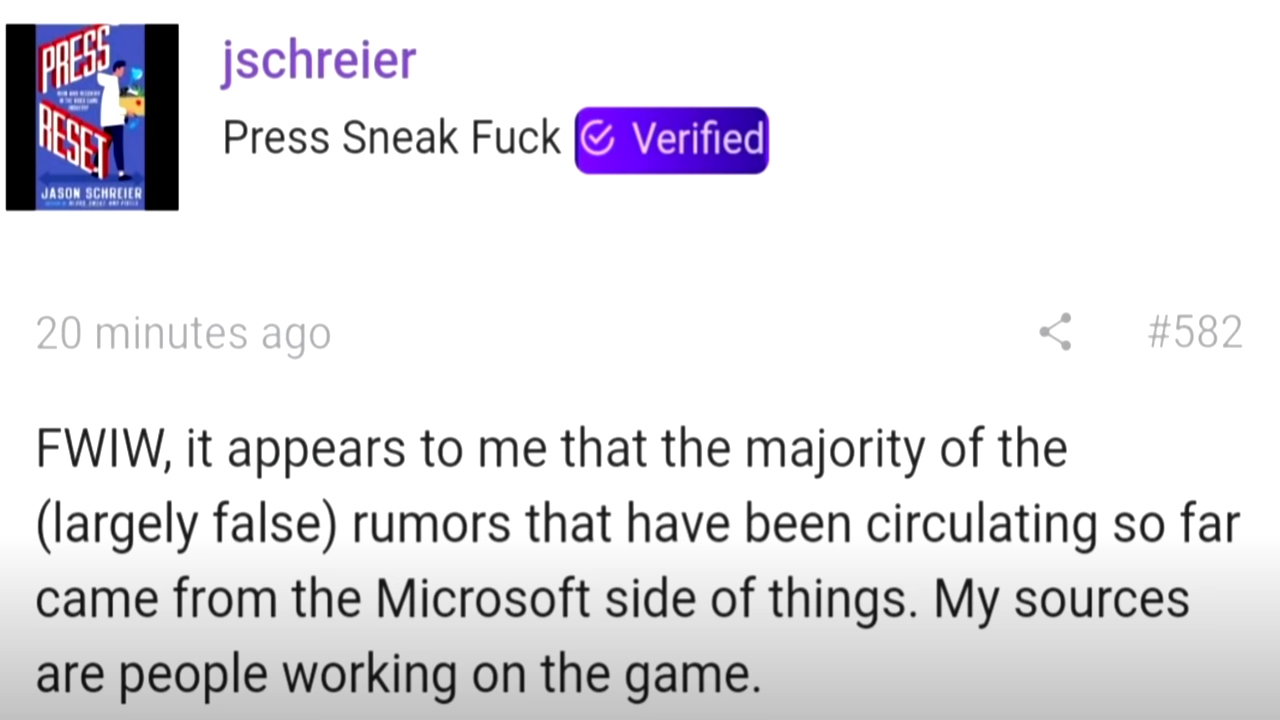 PRESS
RESET
JASON SCHREIER
jschreier
Press Sneak Fuck Verified
20 minutes ago #582
FWIW, it appears to me that the majority of the
(largely false) rumors that have been circulating so far
came from the Microsoft side of things. My sources
are people working on the game.